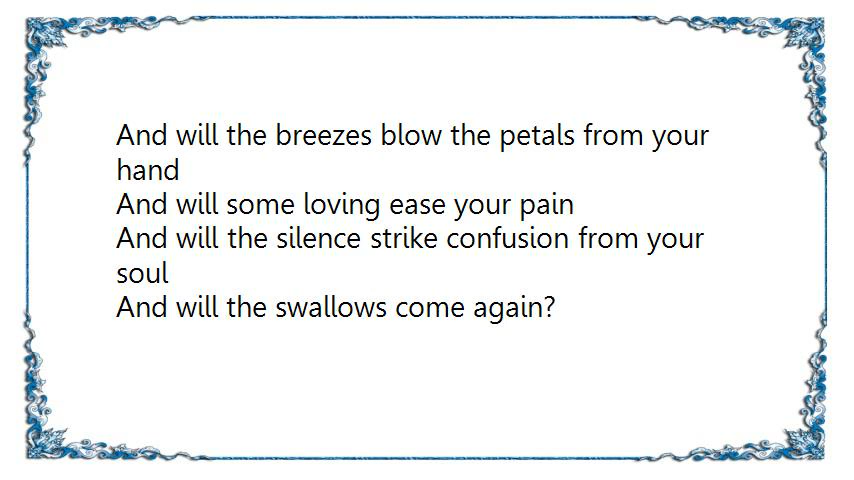 And will the breezes blow the petals from your
hand
And will some loving ease your pain
And will the silence strike confusion from your
soul
And will the swallows come again?